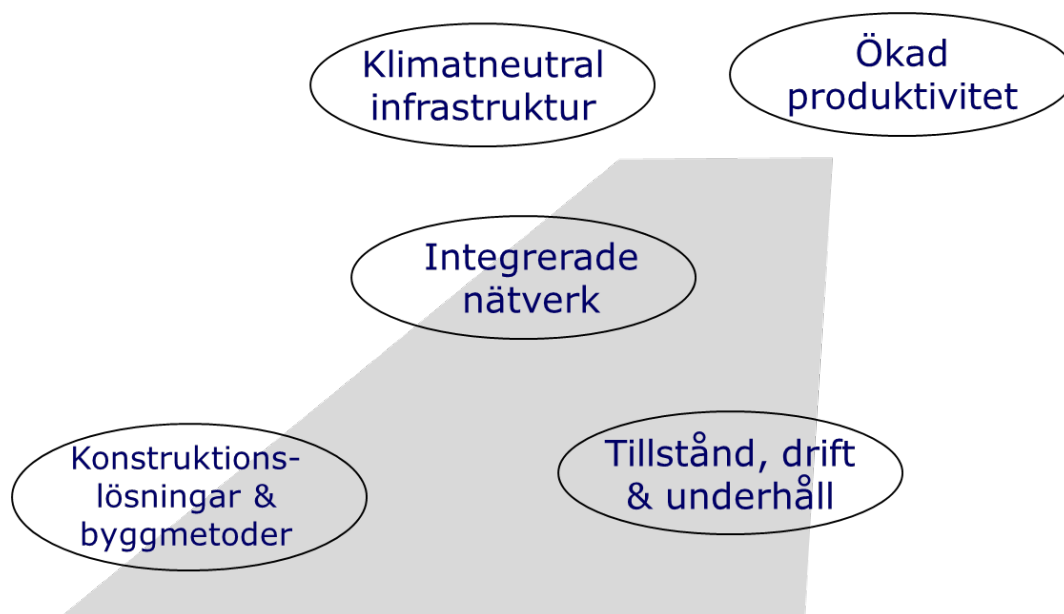 Klimatneutral
infrastruktur
Ökad
produktivitet
Integrerade
nätverk
Konstruktions-
lösningar &
byggmetoder
Tillstånd, drift
& underhåll